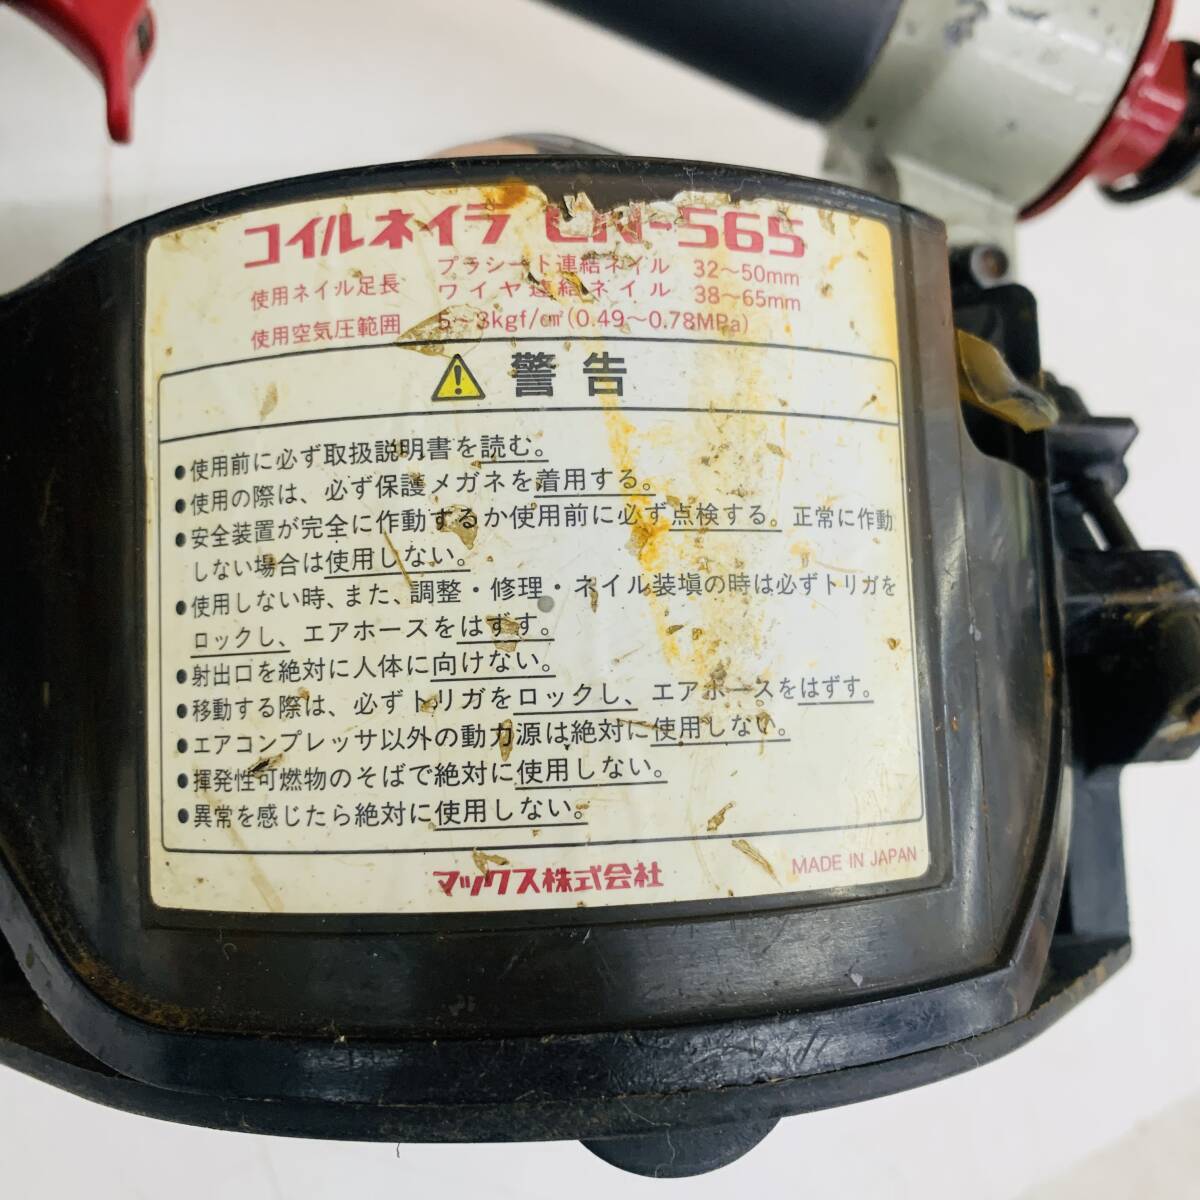 コイルネイラ CN-565
使用ネイル足長 プラシート連結ネイル 32～50mm
ワイヤ連結ネイル 38～65mm
使用空気圧範囲 5～8kgf/c㎡(0.49～0.78MPa)
警告
●使用前に必ず取扱説明書を読む。
●使用の際は、必ず保護メガネを着用する。
●安全装置が完全に作動するか使用前に必ず点検する。正常に作動
しない場合は使用しない。
●使用しない時、また、調整・修理・ネイル装塡の時は必ずトリガを
ロックし、エアホースをはずす。
●射出口を絶対に人体に向けない。
●移動する際は、必ずトリガをロックし、エアホースをはずす。
●エアコンプレッサ以外の動力源は絶対に使用しない。
●揮発性可燃物のそばで絶対に使用しない。
●異常を感じたら絶対に使用しない。
マックス株式会社
MADE IN JAPAN